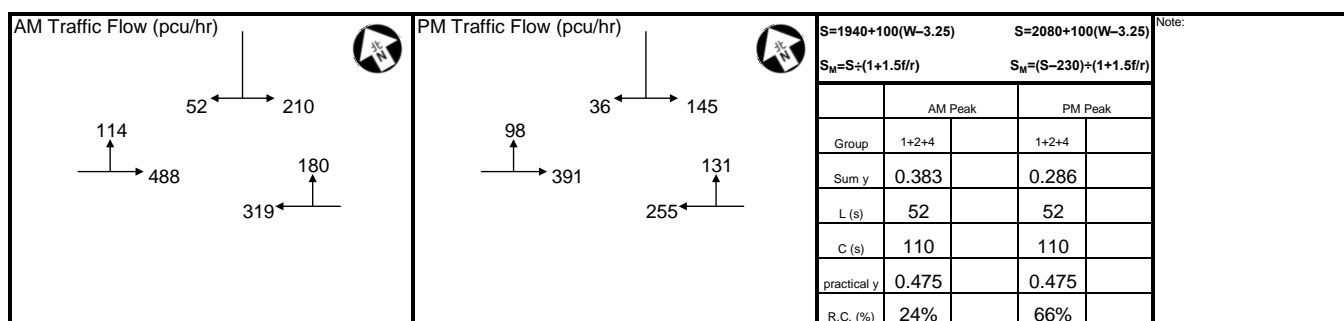 AM Traffic Flow (pcu/hr)
北
N
52 210
114
488
180
319
PM Traffic Flow (pcu/hr)
北
N
36 145
98
391
131
255
S=1940+100(W–3.25) S=2080+100(W–3.25)
S_M=S÷(1+1.5f/r) S_M=(S–230)÷(1+1.5f/r)
AM Peak PM Peak
Group 1+2+4 1+2+4
Sum y 0.383 0.286
L (s) 52 52
C (s) 110 110
practical y 0.475 0.475
R.C. (%) 24% 66%
Note: